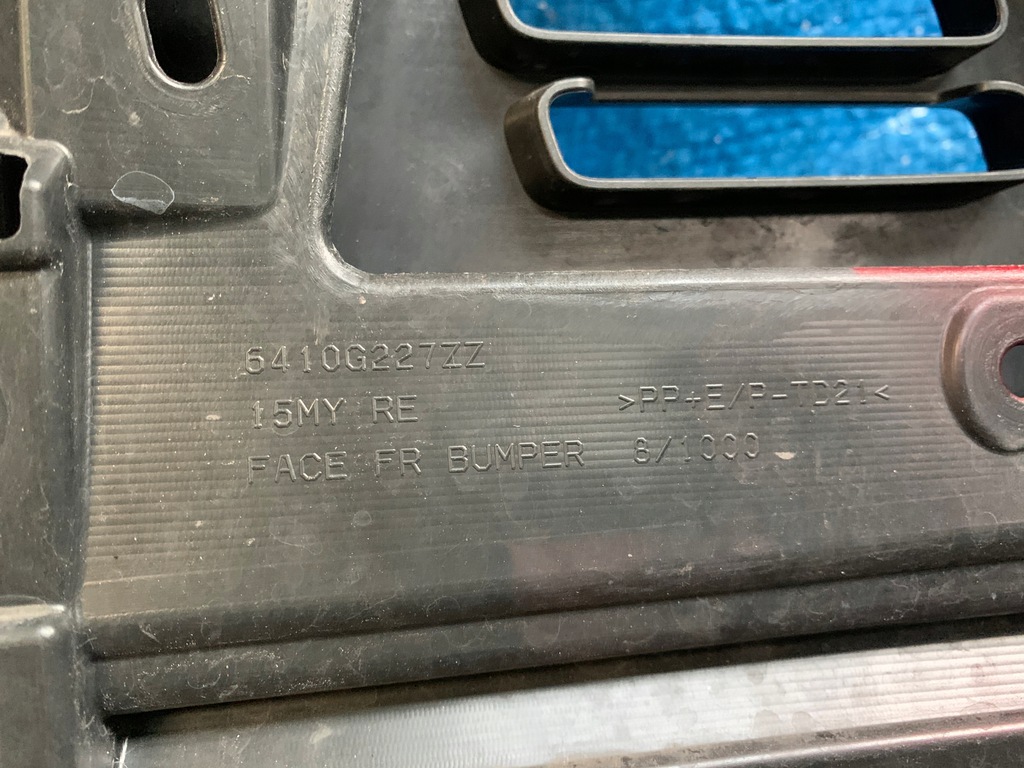 6410G227ZZ
15MY RE
>PP+E/P-TD21<
FACE FR BUMPER 8/1000